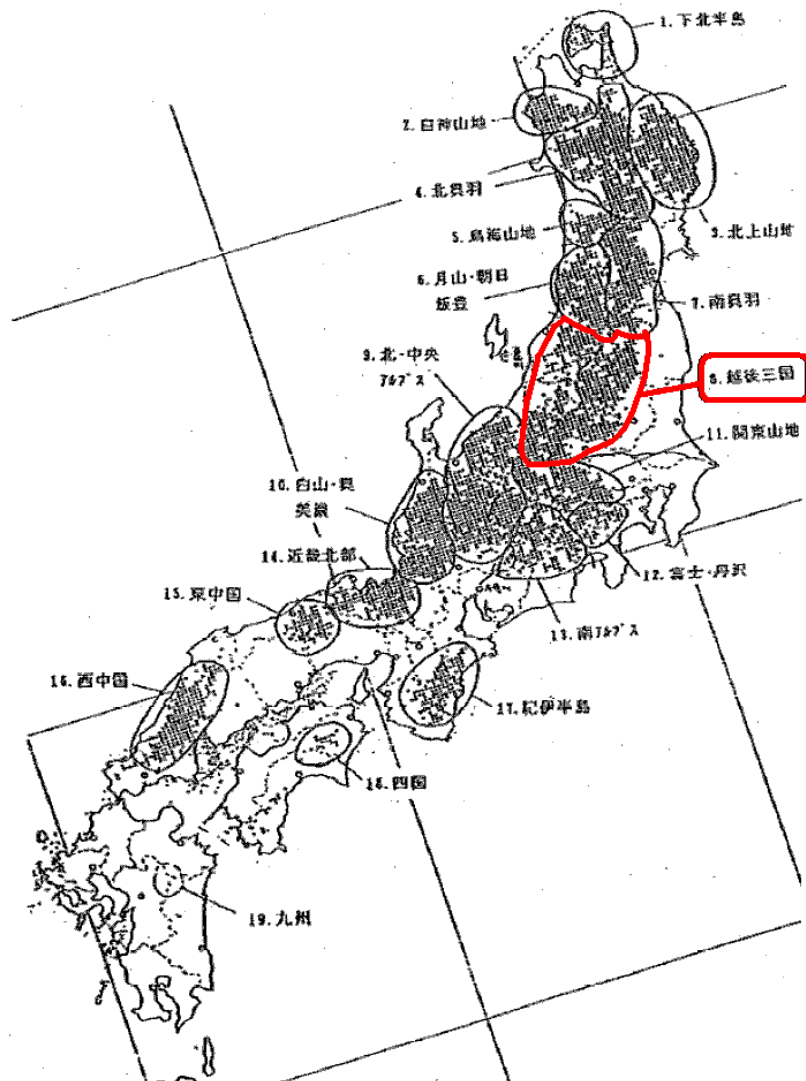 1.下北半島
2.白神山地
4.北奥羽
3.北上山地
5.鳥海山地
6.月山・朝日
飯豊
7.南奥羽
9.北・中央
アルプス
8.越後三国
11.関東山地
10.白山・奥
美濃
14.近畿北部
12.富士・丹沢
15.東中国
13.南アルプス
16.西中国
17.紀伊半島
18.四国
19.九州